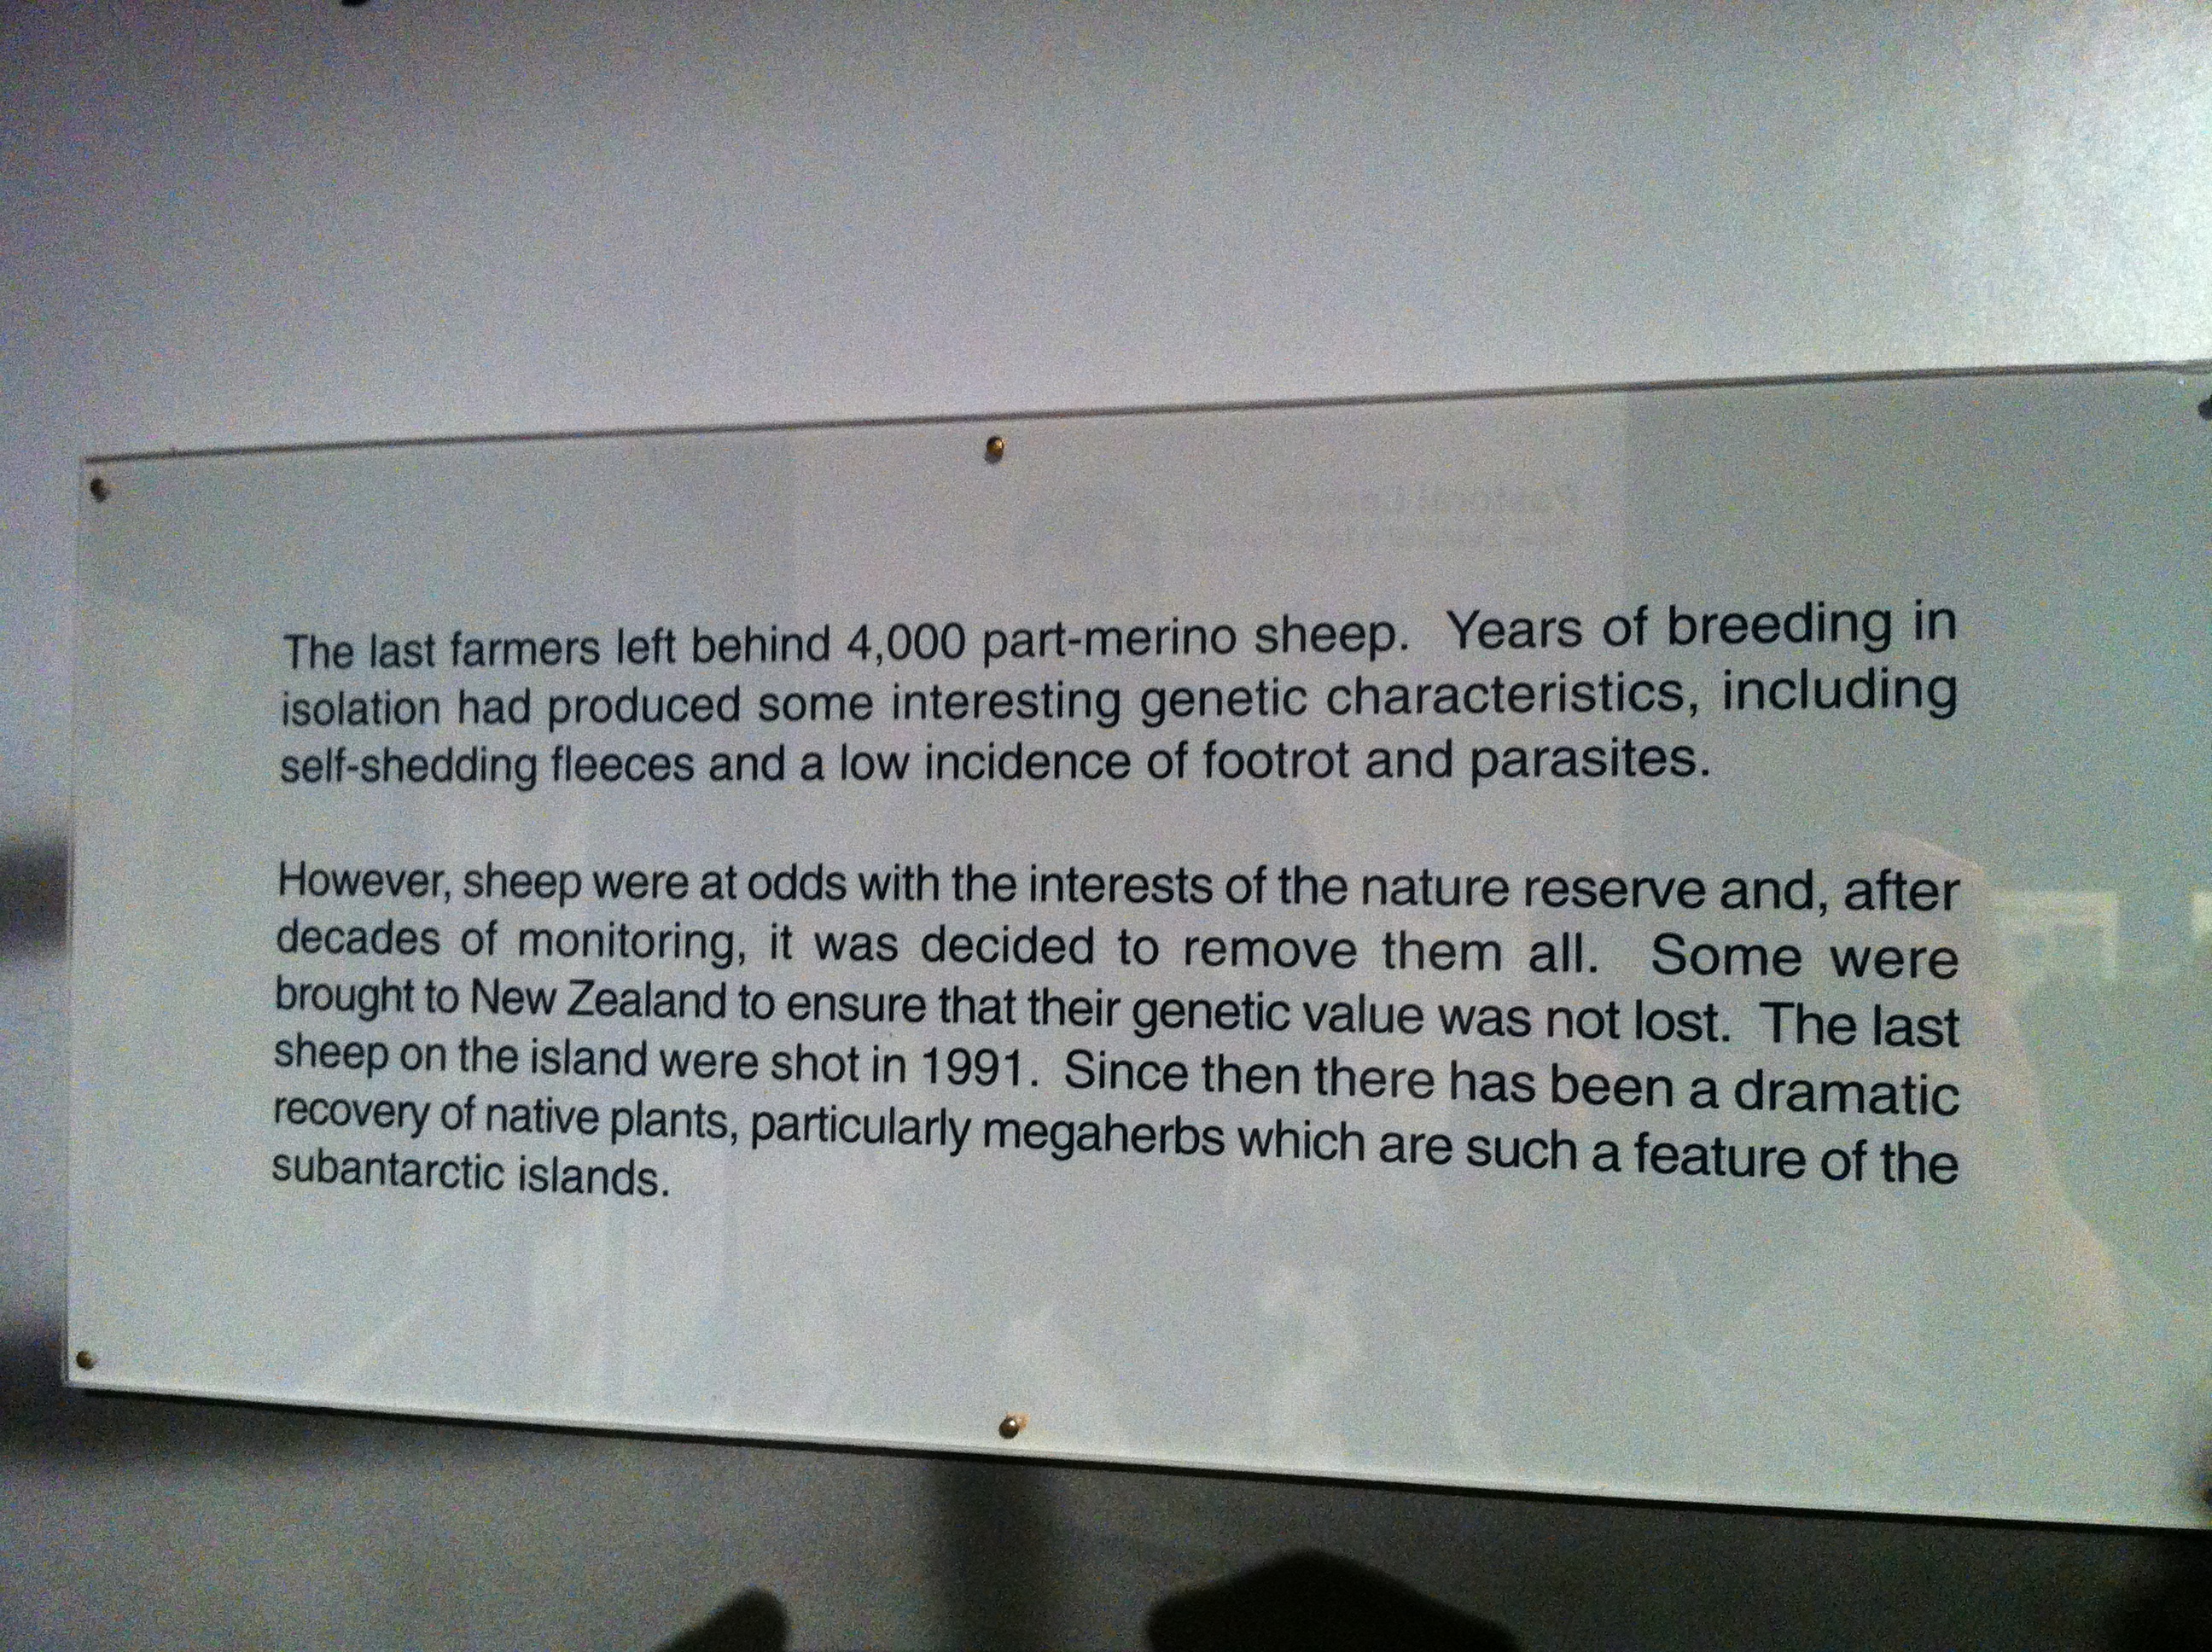 The last farmers left behind 4,000 part-merino sheep. Years of breeding in
isolation had produced some interesting genetic characteristics, including
self-shedding fleeces and a low incidence of footrot and parasites.
However, sheep were at odds with the interests of the nature reserve and, after
decades of monitoring, it was decided to remove them all. Some were
brought to New Zealand to ensure that their genetic value was not lost. The last
sheep on the island were shot in 1991. Since then there has been a dramatic
recovery of native plants, particularly megaherbs which are such a feature of the
subantarctic islands.